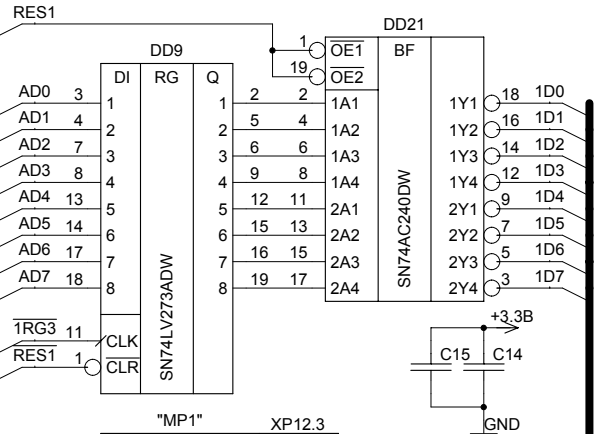 RES1
DD21
DD9
1 OE1 BF
19 OE2
DI RG Q
AD0 3 1 1 2 2 1A1 1Y1 18 1D0
AD1 4 2 2 5 4 1A2 1Y2 16 1D1
AD2 7 3 3 6 6 1A3 1Y3 14 1D2
AD3 8 4 4 9 8 1A4 1Y4 12 1D3
AD4 13 5 5 12 11 2A1 2Y1 9 1D4
AD5 14 6 6 15 13 2A2 2Y2 7 1D5
AD6 17 7 7 16 15 2A3 2Y3 5 1D6
AD7 18 8 8 19 17 2A4 2Y4 3 1D7
SN74LV273ADW
SN74AC240DW
1RG3 11 CLK
RES1 1 CLR
+3.3В
C15 C14
"MP1" XP12.3
GND